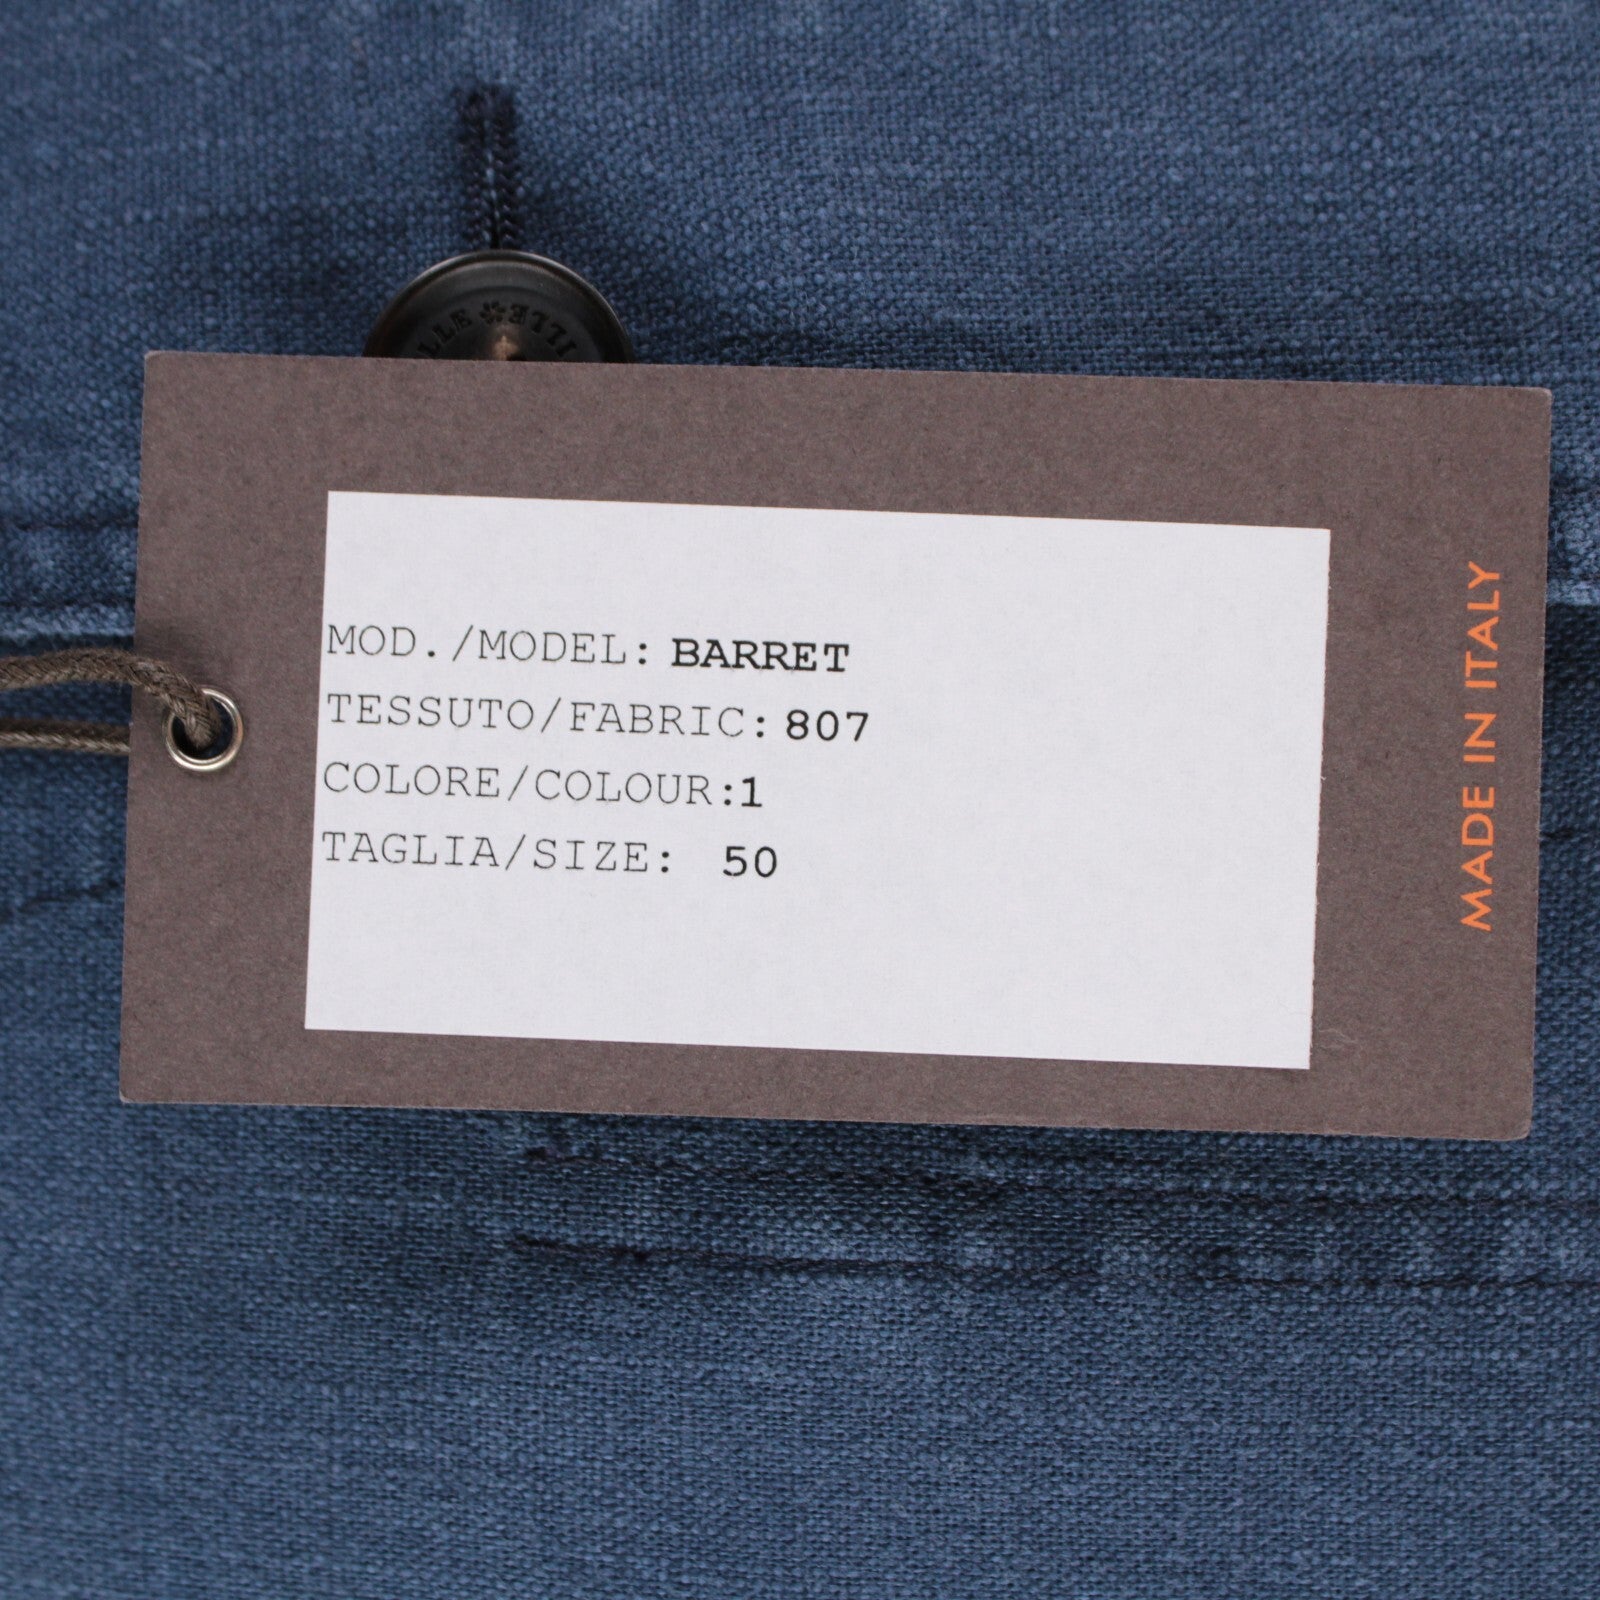 MOD./MODEL: BARRET
TESSUTO/FABRIC: 807
COLORE/COLOUR:1
TAGLIA/SIZE: 50
MADE IN ITALY